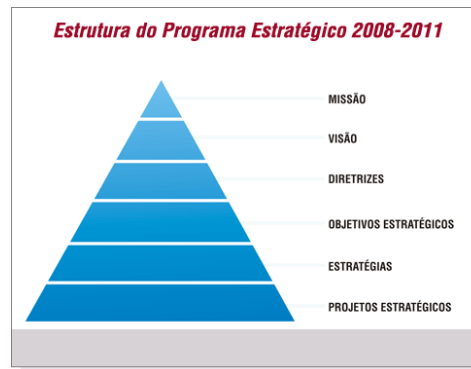 Estrutura do Programa Estratégico 2008-2011
MISSÃO
VISÃO
DIRETRIZES
OBJETIVOS ESTRATÉGICOS
ESTRATÉGIAS
PROJETOS ESTRATÉGICOS